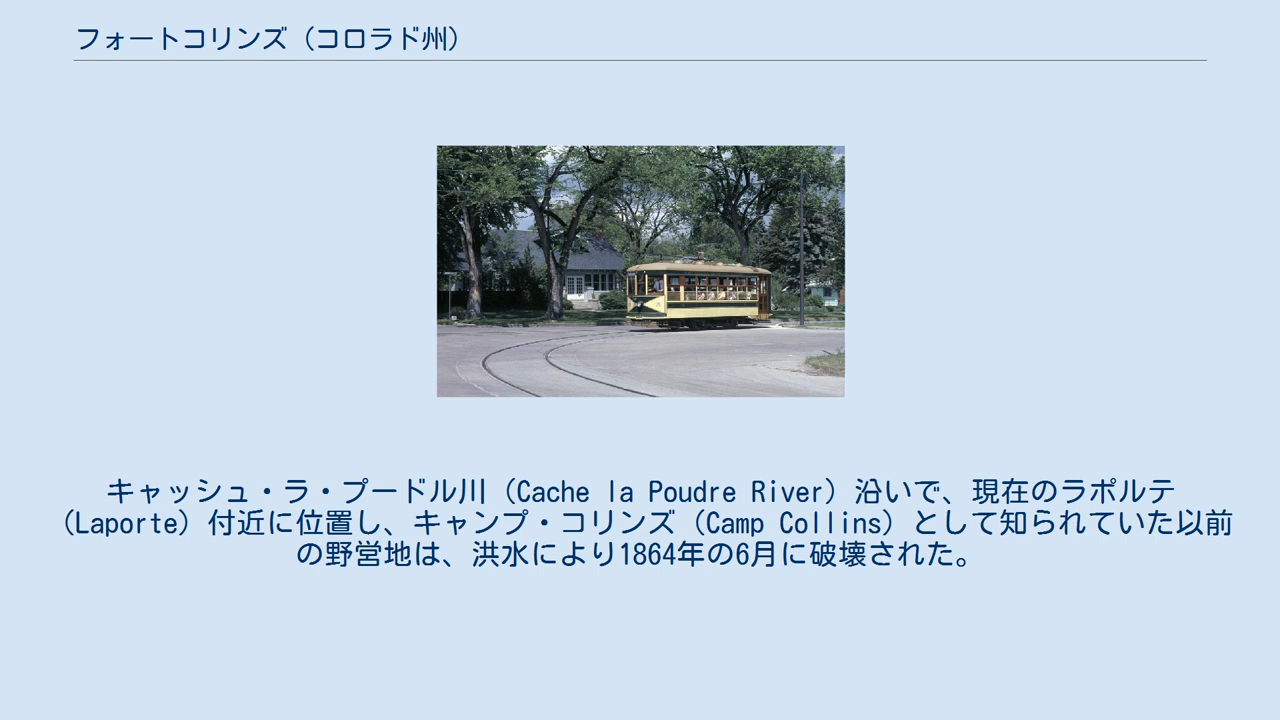 フォートコリンズ（コロラド州）
キャッシュ・ラ・プードル川（Cache la Poudre River）沿いで、現在のラポルテ
（Laporte）付近に位置し、キャンプ・コリンズ（Camp Collins）として知られていた以前
の野営地は、洪水により1864年の6月に破壊された。